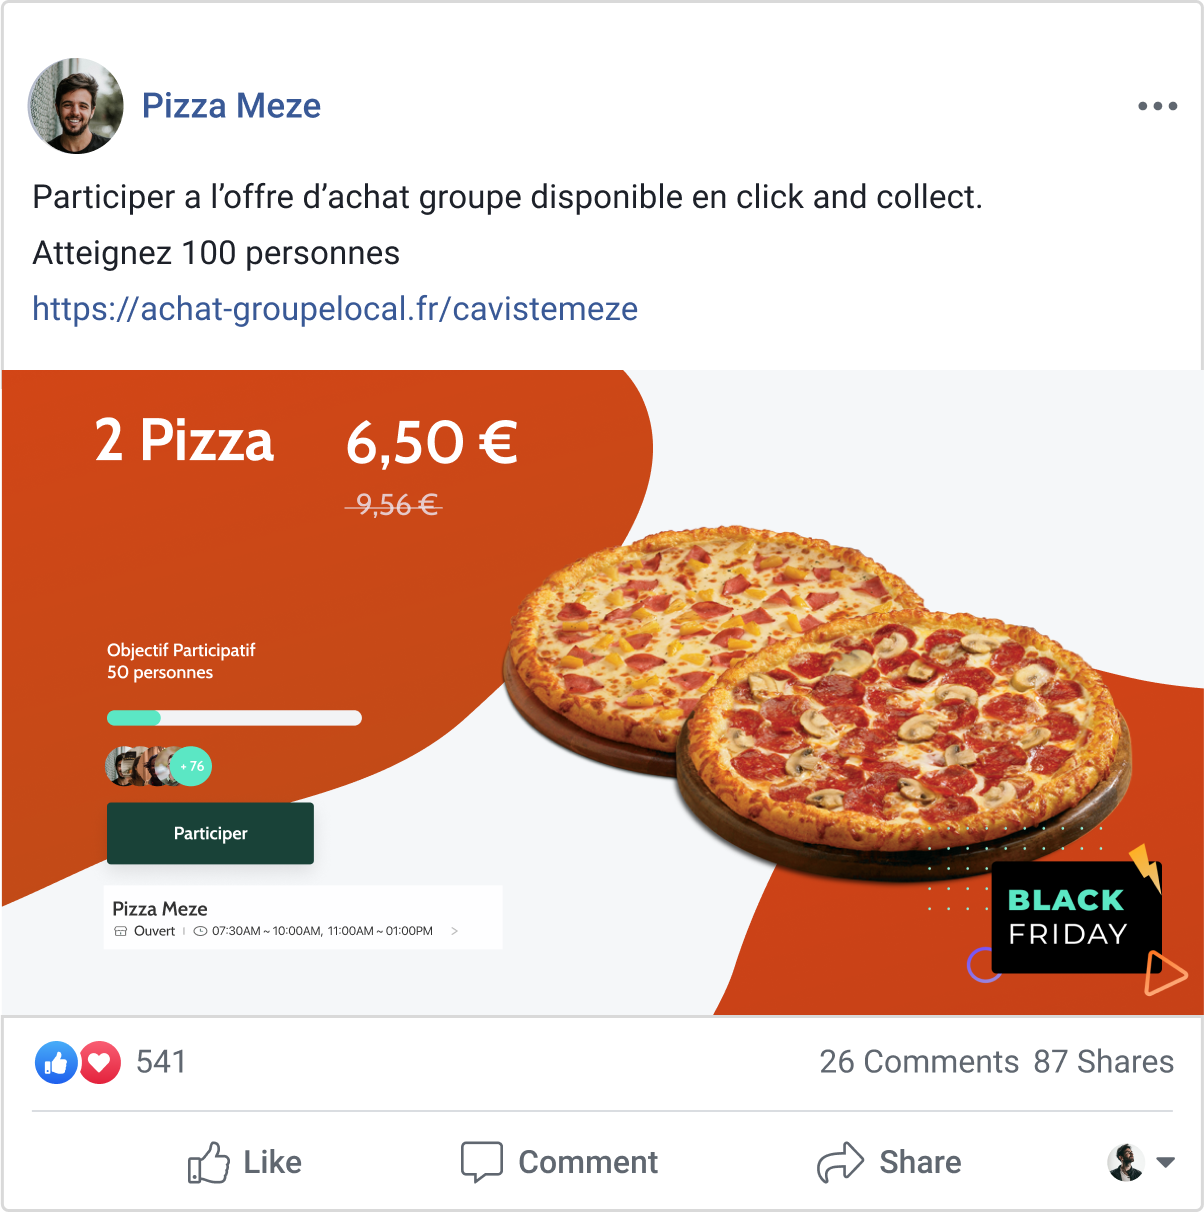 Pizza Meze
Participer a l’offre d’achat groupe disponible en click and collect.
Atteignez 100 personnes
https://achat-groupelocal.fr/cavistemeze
2 Pizza
6,50 €
9,56 €
Objectif Participatif
50 personnes
+ 76
Participer
Pizza Meze
Ouvert 07:30AM ~ 10:00AM, 11:00AM ~ 01:00PM >
BLACK
FRIDAY
541
26 Comments 87 Shares
Like Comment Share